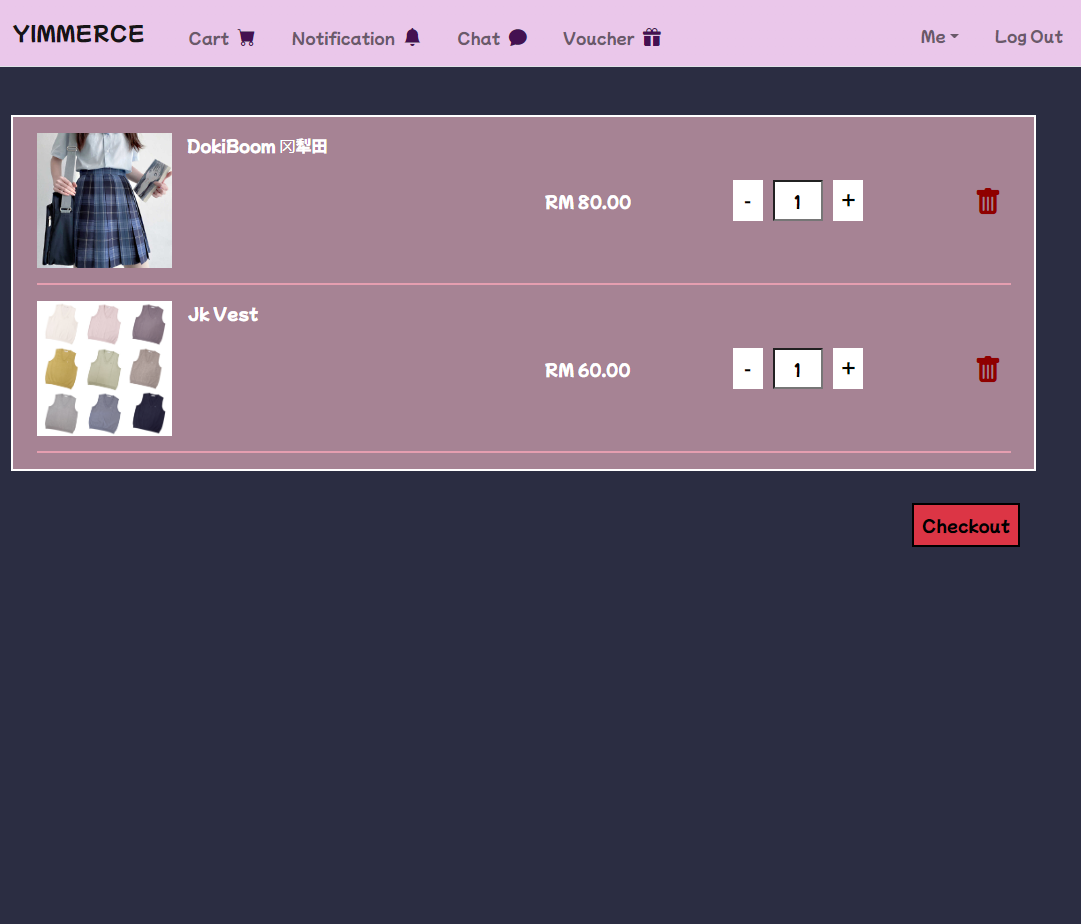 YIMMERCE
Cart
Notification
Chat
Voucher
Me
Log Out
DokiBoom 冈犁田
RM 80.00
- 1 +
Jk Vest
RM 60.00
- 1 +
Checkout